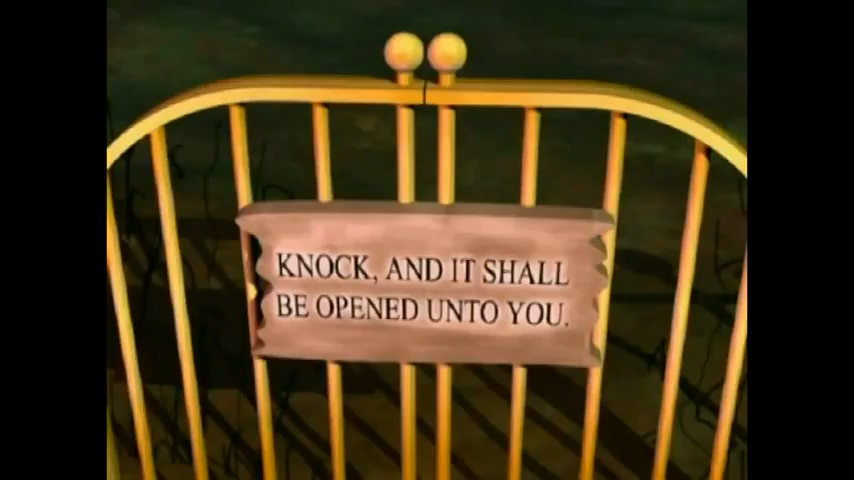 KNOCK, AND IT SHALL
BE OPENED UNTO YOU.